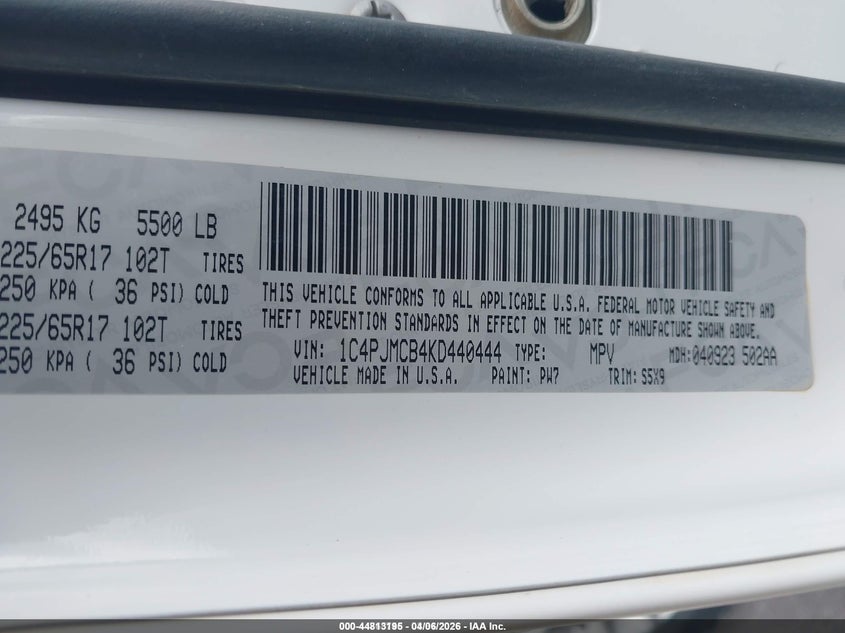 2495 KG 5500 LB
225/65R17 102T TIRES
250 KPA ( 36 PSI) COLD
225/65R17 102T TIRES
250 KPA ( 36 PSI) COLD
THIS VEHICLE CONFORMS TO ALL APPLICABLE U.S.A. FEDERAL MOTOR VEHICLE SAFETY AND
THEFT PREVENTION STANDARDS IN EFFECT ON THE DATE OF MANUFACTURE SHOWN ABOVE.
VIN: 1C4PJMCB4KD440444 TYPE: MPV MDH: 040923 502AA
VEHICLE MADE IN U.S.A. PAINT: PW7 TRIM: S5X9
000-44813195 - 04/06/2026 - IAA Inc.